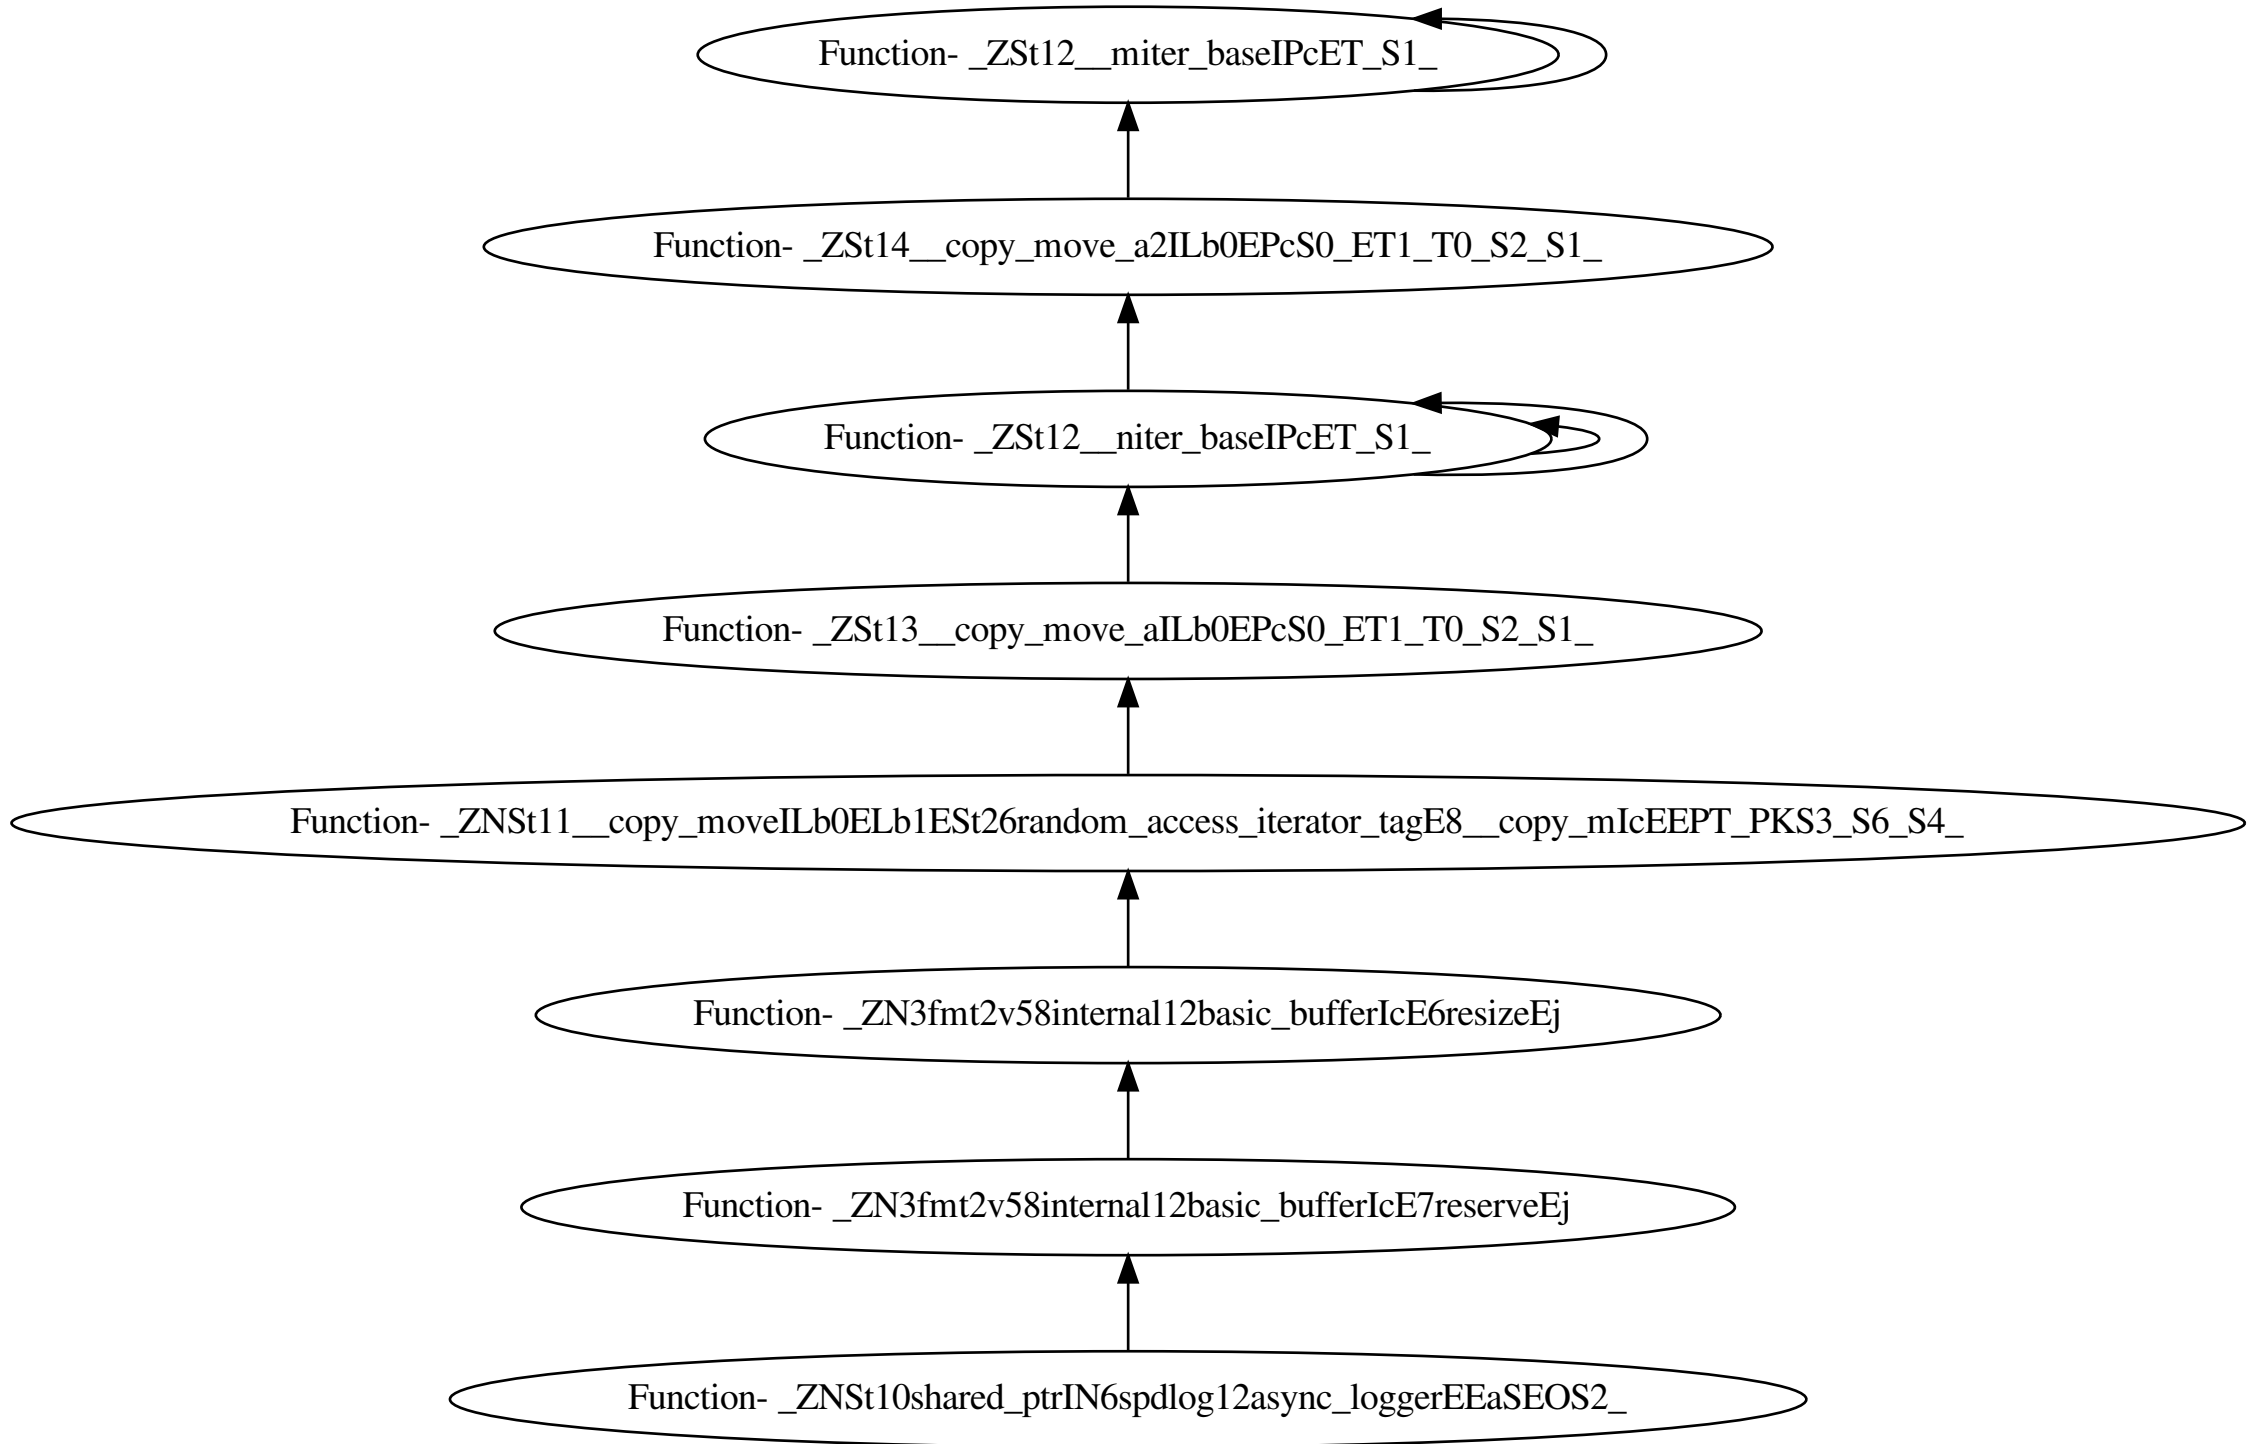 Function- _ZSt12__miter_baseIPcET_S1_
Function- _ZSt14__copy_move_a2ILb0EPcS0_ET1_T0_S2_S1_
Function- _ZSt12__niter_baseIPcET_S1_
Function- _ZSt13__copy_move_aILb0EPcS0_ET1_T0_S2_S1_
Function- _ZNSt11__copy_moveILb0ELb1ESt26random_access_iterator_tagE8__copy_mIcEEPT_PKS3_S6_S4_
Function- _ZN3fmt2v58internal12basic_bufferIcE6resizeEj
Function- _ZN3fmt2v58internal12basic_bufferIcE7reserveEj
Function- _ZNSt10shared_ptrIN6spdlog12async_loggerEEaSEOS2_